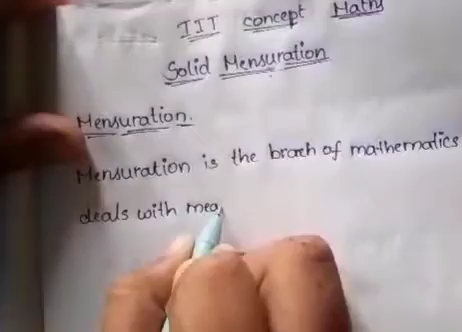 IIT concept Maths
Solid Mensuration
Mensuration.
Mensuration is the brach of mathematics
deals with mea